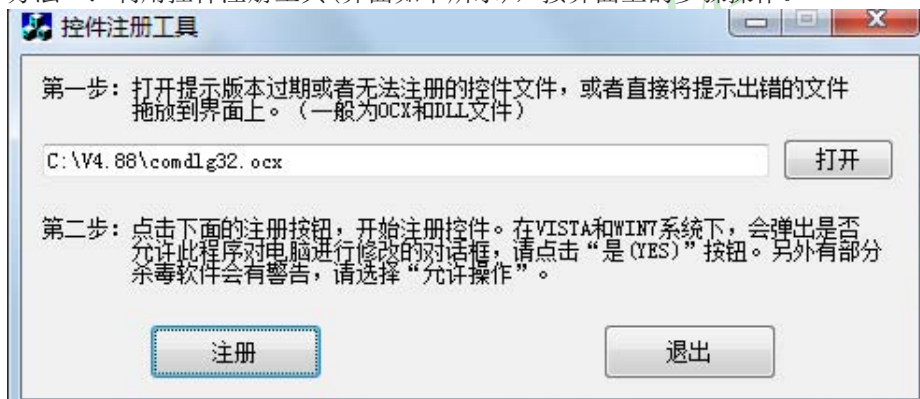 控件注册工具
第一步：打开提示版本过期或者无法注册的控件文件，或者直接将提示出错的文件
拖放到界面上。（一般为OCX和DLL文件）
C:\V4.88\comdlg32.ocx
打开
第二步：点击下面的注册按钮，开始注册控件。在VISTA和WIN7系统下，会弹出是否
允许此程序对电脑进行修改的对话框，请点击“是(YES)”按钮。另外有部分
杀毒软件会有警告，请选择“允许操作”。
注册
退出